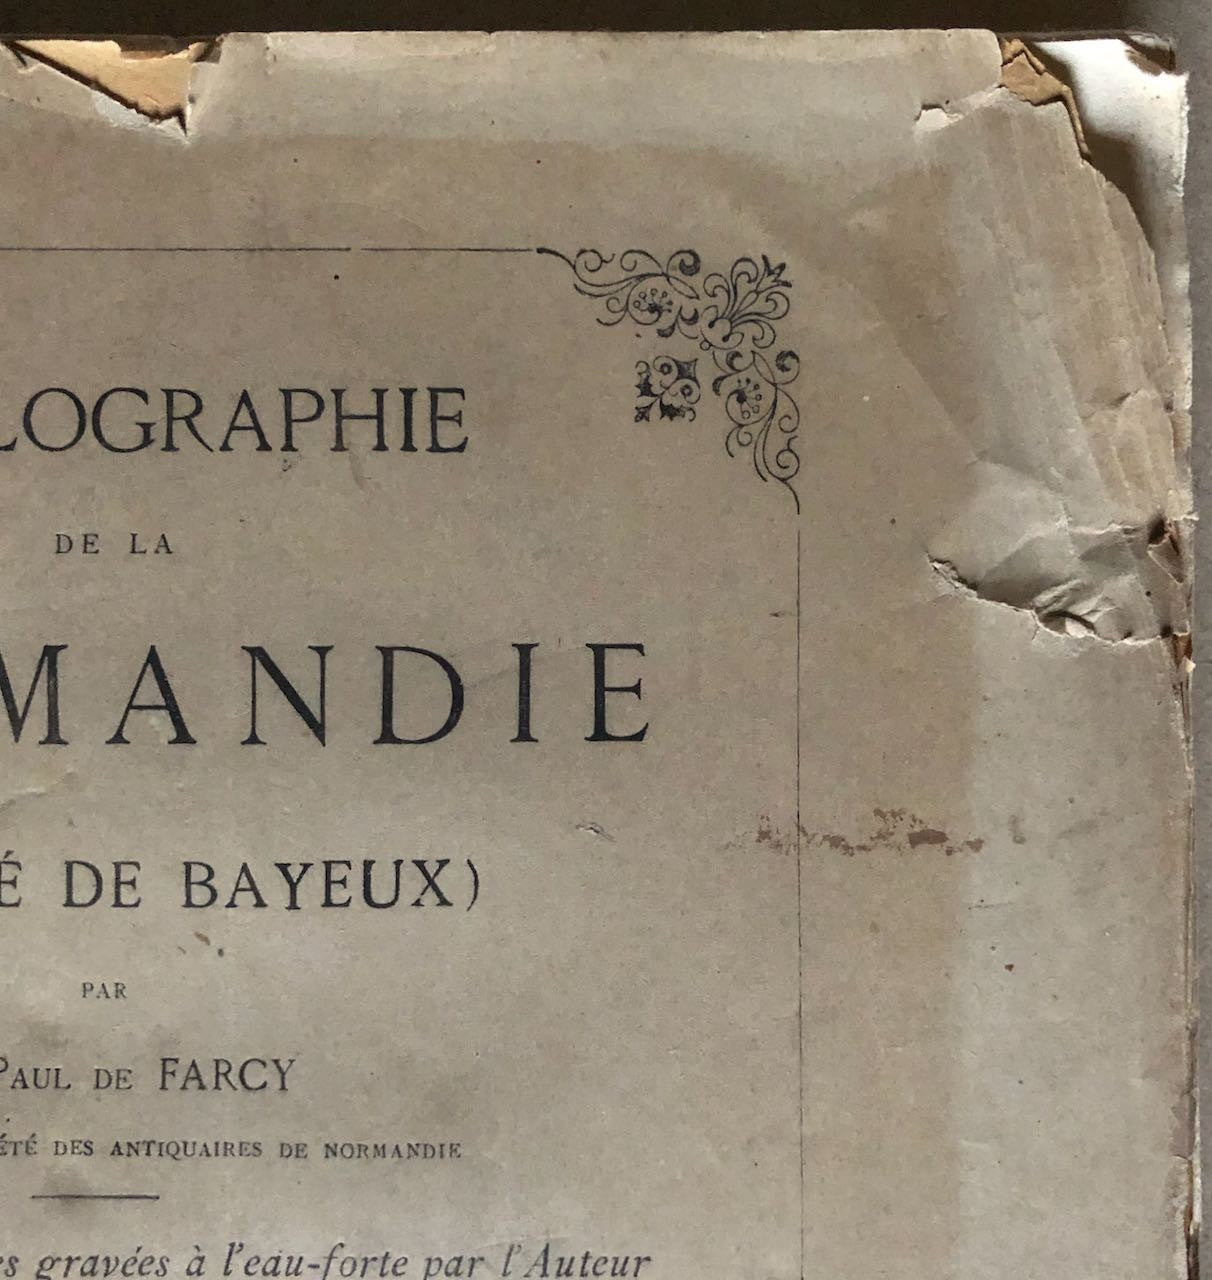 LOGRAPHIE
DE LA
MANDIE
É DE BAYEUX)
PAR
PAUL DE FARCY
ÉTÉ DES ANTIQUAIRES DE NORMANDIE
es gravées à l'eau-forte par l'Auteur